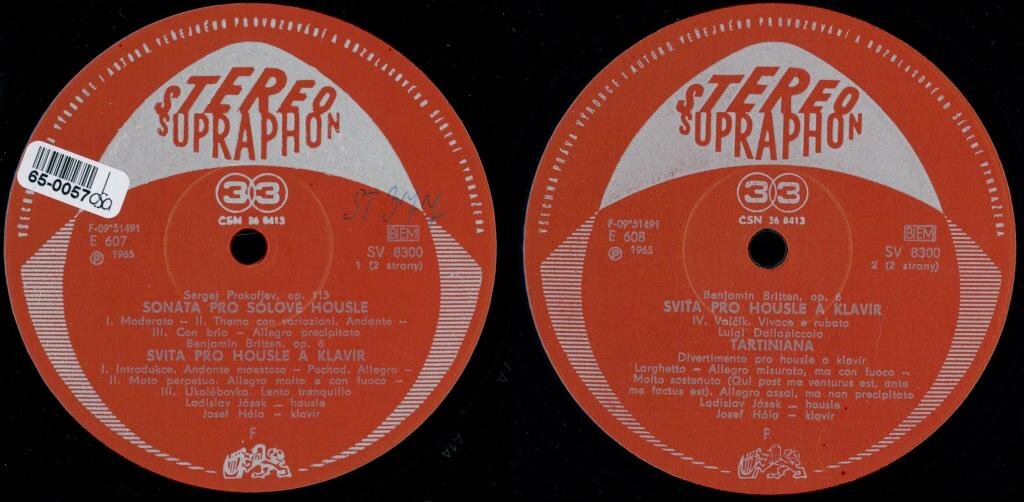 VŠECHNA PRÁVA VÝROBCE I AUTORŮ, VEŘEJNÉHO PROVOZOVÁNÍ A ROZHLASOVÉHO ŠÍŘENÍ VYHRAŽENA
STEREO
SUPRAPHON
65-0057080
33
ČSN 36 8413
F-09*51491
E 607
Ⓟ 1965
BIEM
SV 8300
1 (2 strany)
Sergej Prokofjev, op. 115
SONÁTA PRO SÓLOVÉ HOUSLE
I. Moderato – II. Thema con variazioni. Andante –
III. Con brio – Allegro precipitato
Benjamin Britten, op. 6
SVITA PRO HOUSLE A KLAVÍR
I. Introdukce. Andante maestoso – Pochod. Allegro –
II. Moto perpetuo. Allegro molto e con fuoco –
III. Ukolébavka. Lento tranquillo
Ladislav Jásek – housle
Josef Hála – klavír
F
VŠECHNA PRÁVA VÝROBCE I AUTORŮ, VEŘEJNÉHO PROVOZOVÁNÍ A ROZHLASOVÉHO ŠÍŘENÍ VYHRAŽENA
STEREO
SUPRAPHON
33
ČSN 36 8413
F-09*51491
E 608
Ⓟ 1965
BIEM
SV 8300
2 (2 strany)
Benjamin Britten, op. 6
SVITA PRO HOUSLE A KLAVÍR
IV. Valčík. Vivace e rubato
Luigi Dallapiccola
TARTINIANA
Divertimento pro housle a klavír
Larghetto – Allegro misurato, ma con fuoco –
Molto sostenuto (Qui post me venturus est, ante
me factus est). Allegro assai, ma non precipitato
Ladislav Jásek – housle
Josef Hála – klavír
F